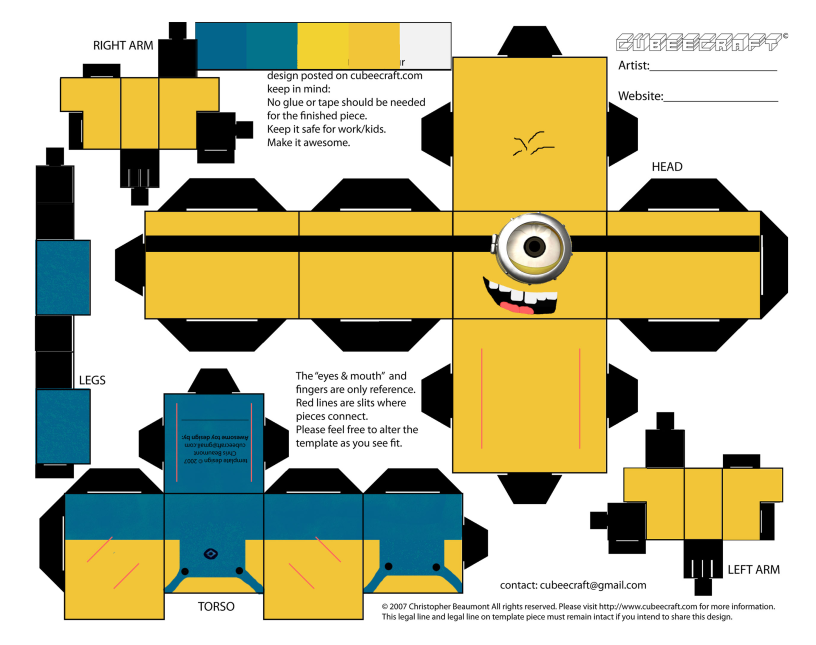 RIGHT ARM
ur
design posted on cubeecraft.com
keep in mind:
No glue or tape should be needed
for the finished piece.
Keep it safe for work/kids.
Make it awesome.
CUBEECRAFT©
Artist:
Website:
HEAD
LEGS
The "eyes & mouth" and
fingers are only reference.
Red lines are slits where
pieces connect.
Please feel free to alter the
template as you see fit.
template design © 2007
Chris Beaumont
cubeecraft@gmail.com
Awesome toy design by:
TORSO
LEFT ARM
contact: cubeecraft@gmail.com
© 2007 Christopher Beaumont All rights reserved. Please visit http://www.cubeecraft.com for more information.
This legal line and legal line on template piece must remain intact if you intend to share this design.